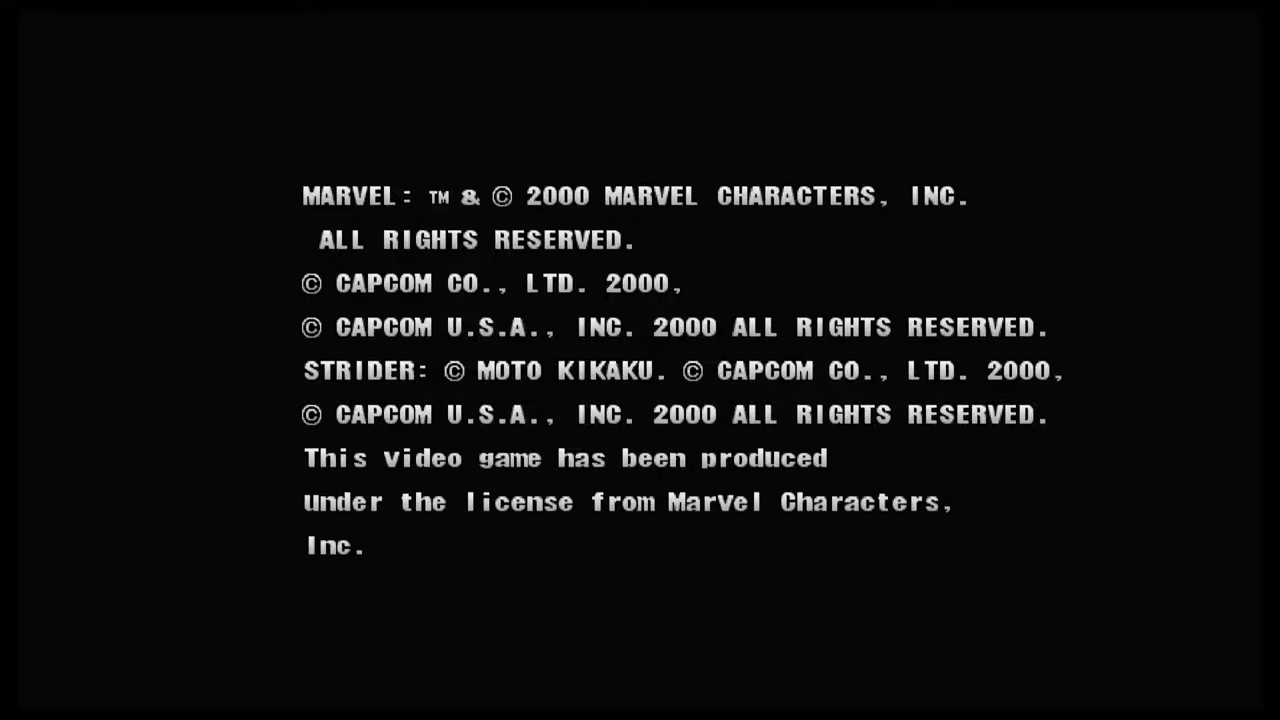 MARVEL: ™ & © 2000 MARVEL CHARACTERS, INC.
ALL RIGHTS RESERVED.
© CAPCOM CO., LTD. 2000,
© CAPCOM U.S.A., INC. 2000 ALL RIGHTS RESERVED.
STRIDER: © MOTO KIKAKU. © CAPCOM CO., LTD. 2000,
© CAPCOM U.S.A., INC. 2000 ALL RIGHTS RESERVED.
This video game has been produced
under the license from Marvel Characters,
Inc.